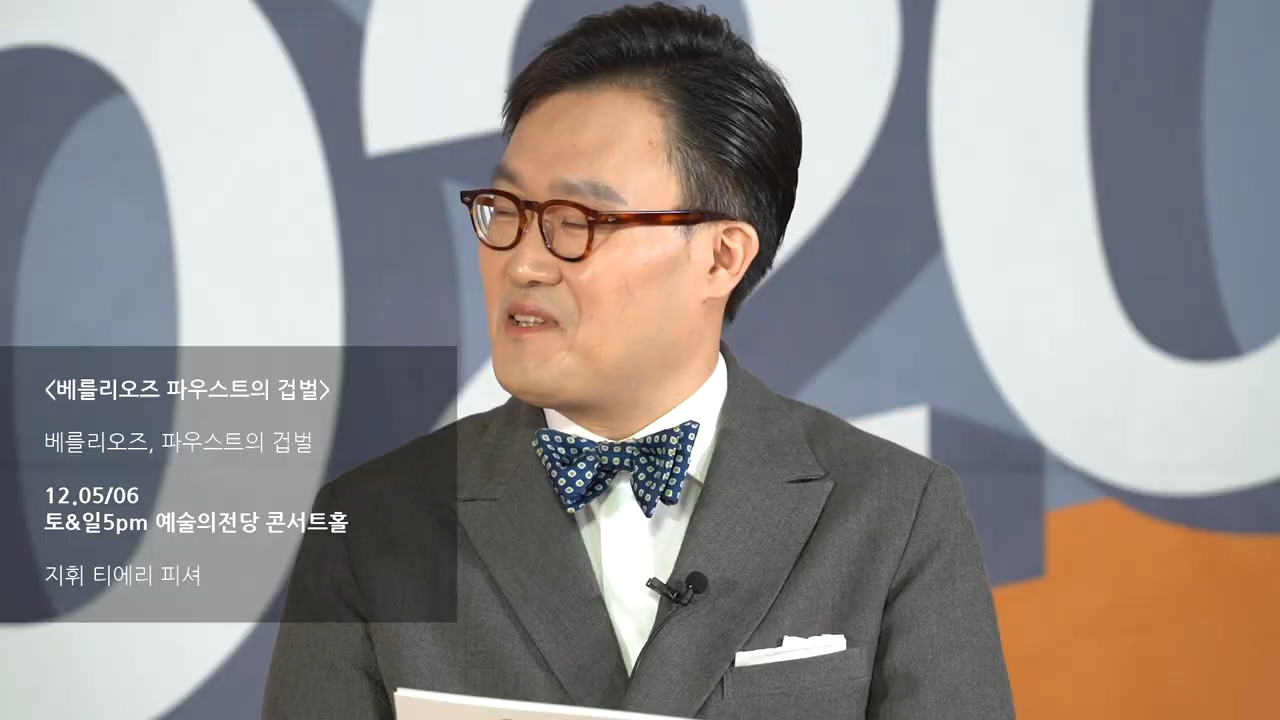 2020
<베를리오즈 파우스트의 겁벌>
베를리오즈, 파우스트의 겁벌
12.05/06
토&일5pm 예술의전당 콘서트홀
지휘 티에리 피셔